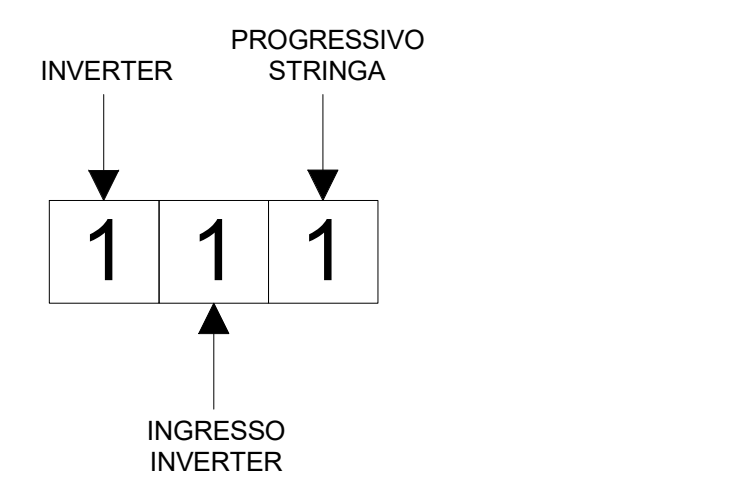 PROGRESSIVO
INVERTER STRINGA
1 1 1
INGRESSO
INVERTER